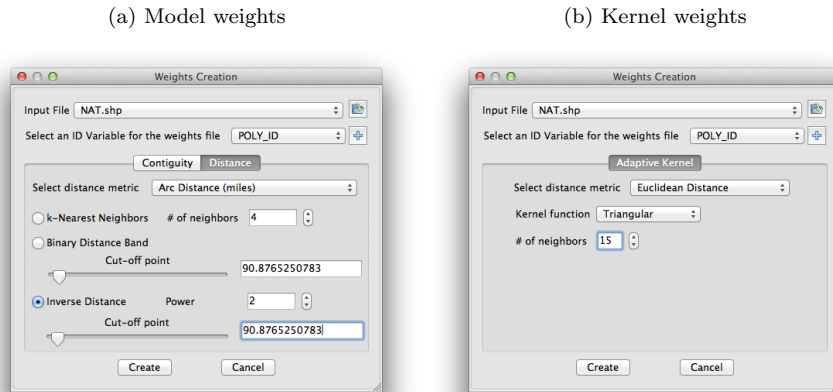 (a) Model weights
(b) Kernel weights
Weights Creation
Input File NAT.shp
Select an ID Variable for the weights file POLY_ID
Contiguity Distance
Select distance metric Arc Distance (miles)
k-Nearest Neighbors # of neighbors 4
Binary Distance Band
Cut-off point
90.8765250783
Inverse Distance Power 2
Cut-off point
90.8765250783
Create Cancel
Weights Creation
Input File NAT.shp
Select an ID Variable for the weights file POLY_ID
Adaptive Kernel
Select distance metric Euclidean Distance
Kernel function Triangular
# of neighbors 15
Create Cancel